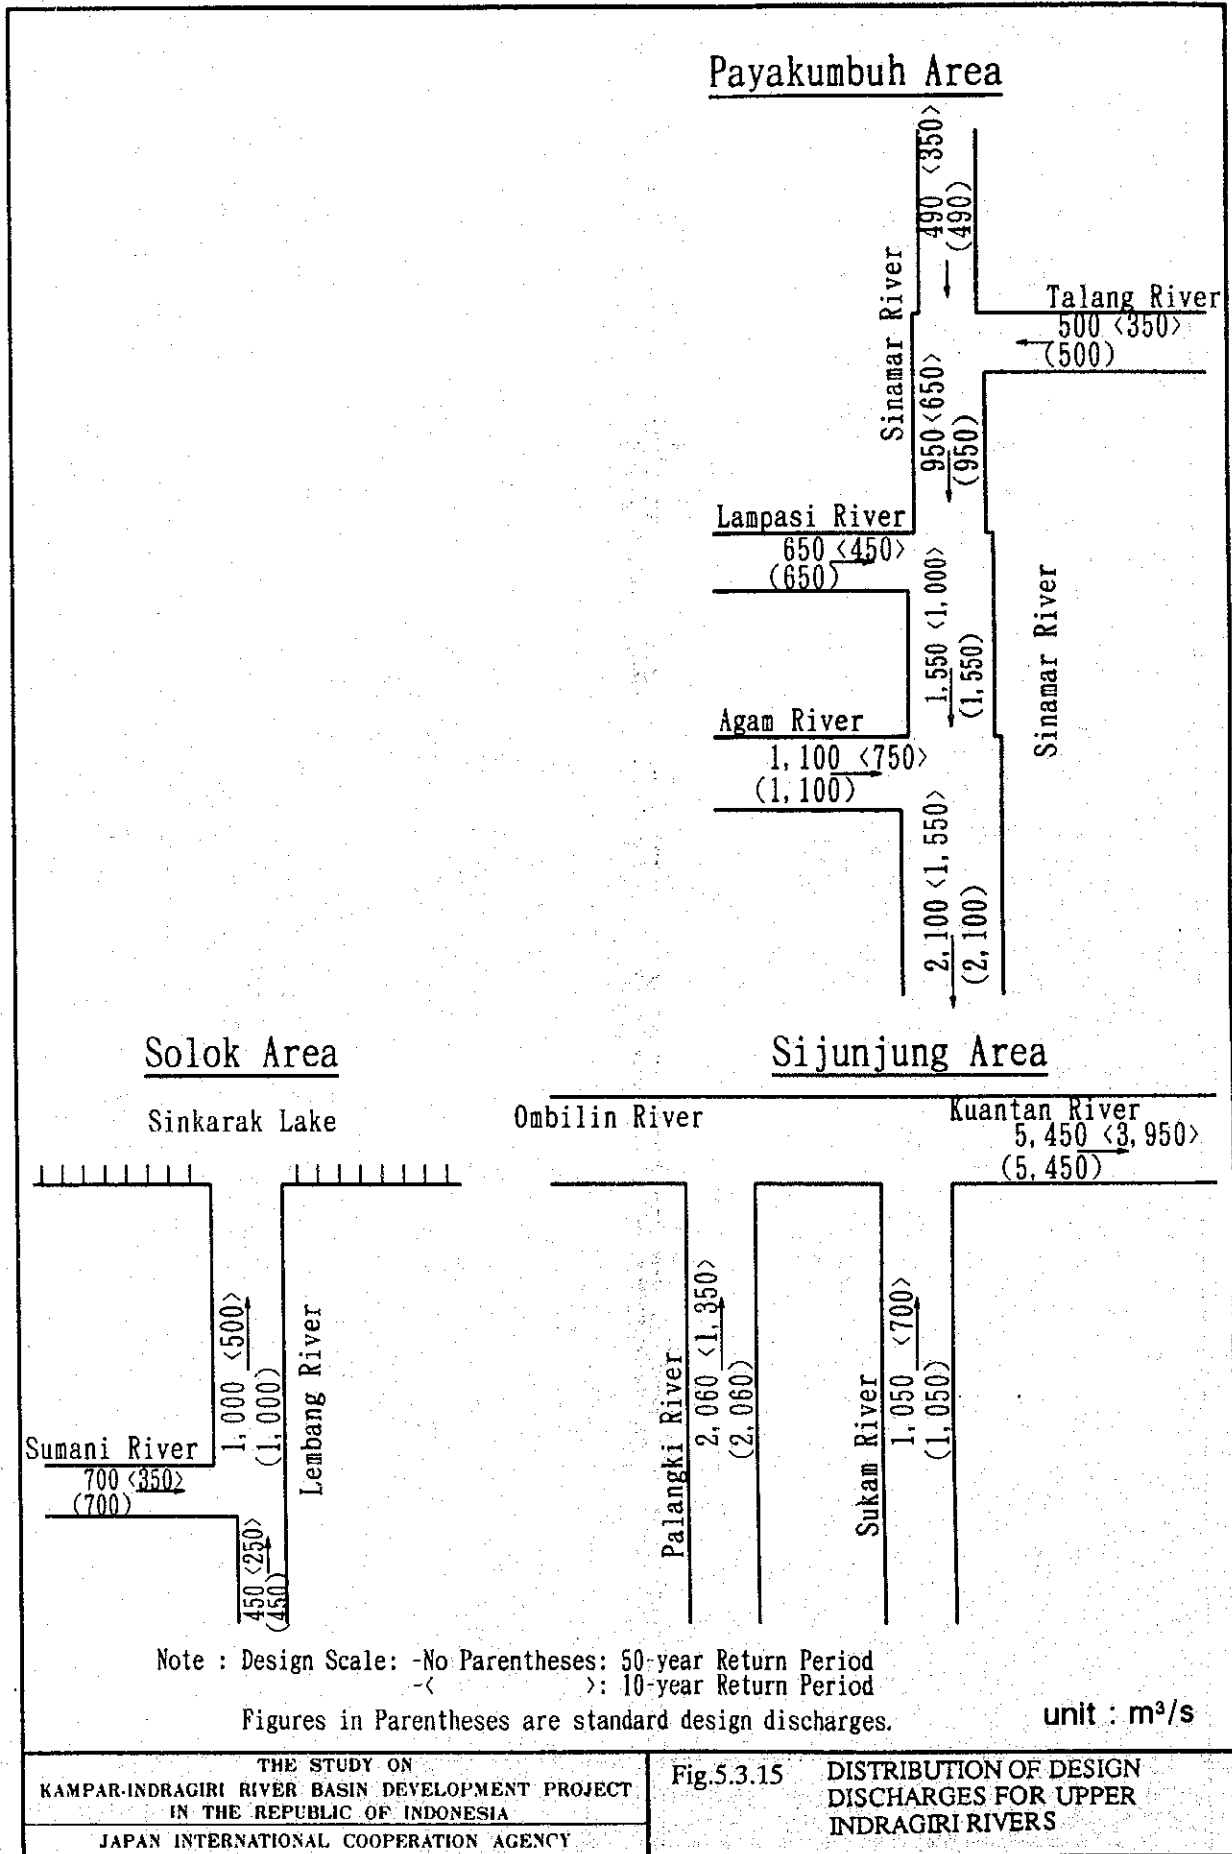 Payakumbuh Area
490 <350>
(490)
Sinamar River
Talang River
500 <350>
(500)
950 <650>
(950)
Lampasi River
650 <450>
(650)
1,550 <1,000>
(1,550)
Sinamar River
Agam River
1,100 <750>
(1,100)
2,100 <1,550>
(2,100)
Solok Area
Sinkarak Lake
1,000 <500>
(1,000)
Lembang River
Sumani River
700 <350>
(700)
450 <250>
(450)
Sijunjung Area
Ombilin River
Kuantan River
5,450 <3,950>
(5,450)
Palangki River
2,060 <1,350>
(2,060)
Sukam River
1,050 <700>
(1,050)
Note : Design Scale: -No Parentheses: 50-year Return Period
-< >: 10-year Return Period
Figures in Parentheses are standard design discharges.
unit : m³/s
THE STUDY ON
KAMPAR-INDRAGIRI RIVER BASIN DEVELOPMENT PROJECT
IN THE REPUBLIC OF INDONESIA
JAPAN INTERNATIONAL COOPERATION AGENCY
Fig.5.3.15 DISTRIBUTION OF DESIGN
DISCHARGES FOR UPPER
INDRAGIRI RIVERS